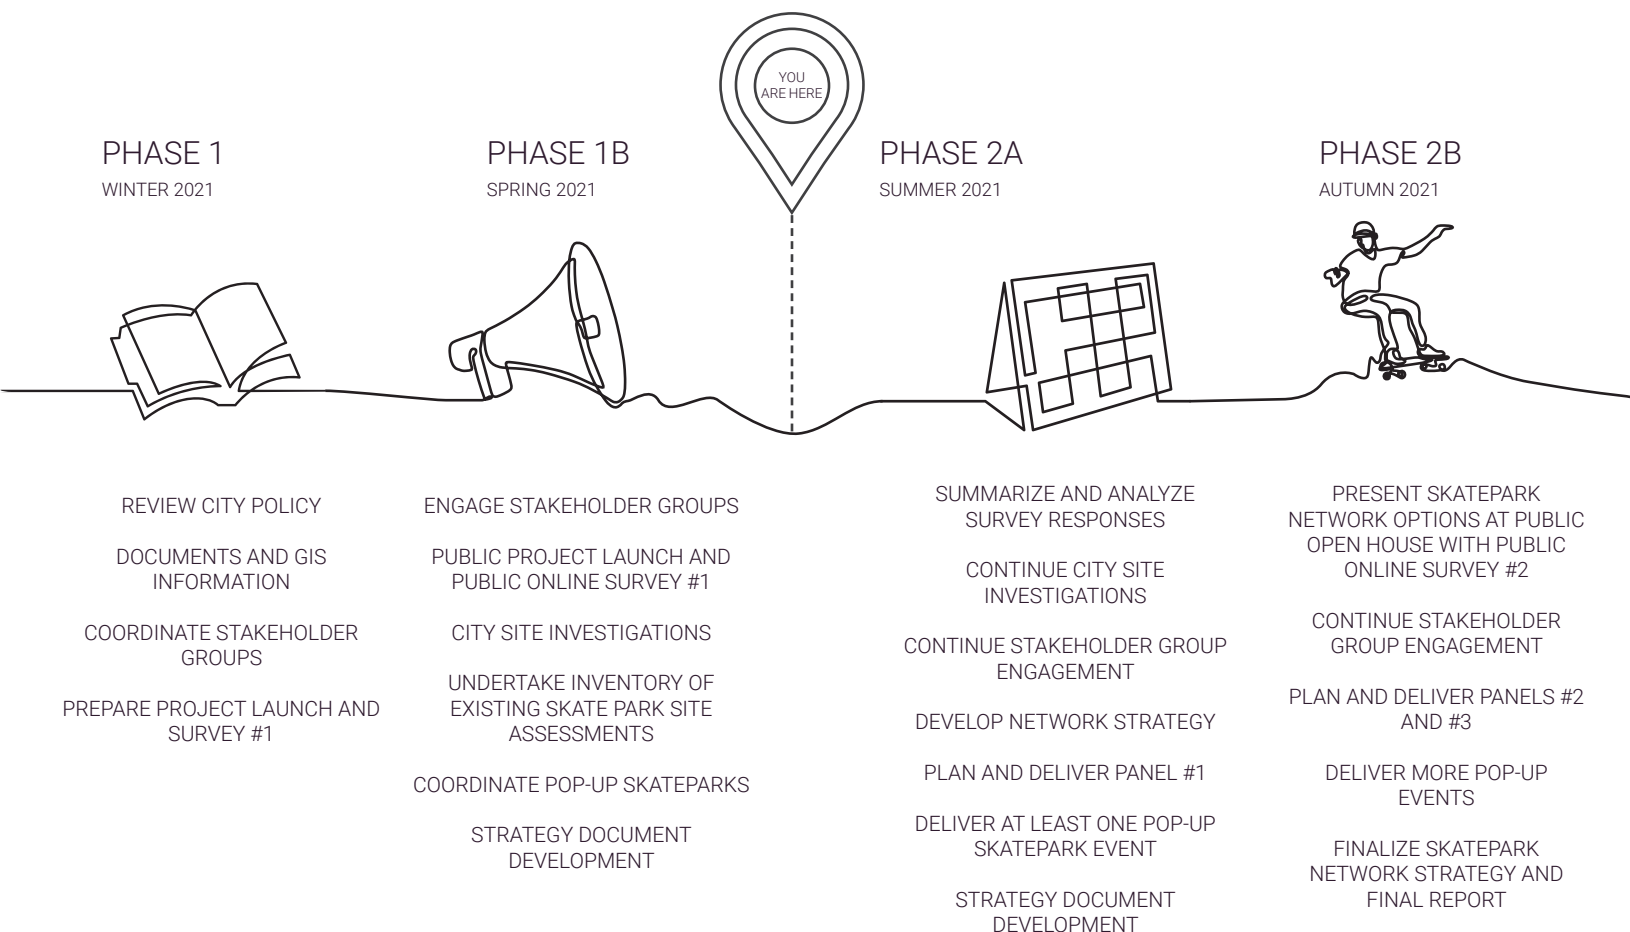 YOU
ARE HERE
PHASE 1
WINTER 2021
REVIEW CITY POLICY
DOCUMENTS AND GIS
INFORMATION
COORDINATE STAKEHOLDER
GROUPS
PREPARE PROJECT LAUNCH AND
SURVEY #1
PHASE 1B
SPRING 2021
ENGAGE STAKEHOLDER GROUPS
PUBLIC PROJECT LAUNCH AND
PUBLIC ONLINE SURVEY #1
CITY SITE INVESTIGATIONS
UNDERTAKE INVENTORY OF
EXISTING SKATE PARK SITE
ASSESSMENTS
COORDINATE POP-UP SKATEPARKS
STRATEGY DOCUMENT
DEVELOPMENT
PHASE 2A
SUMMER 2021
SUMMARIZE AND ANALYZE
SURVEY RESPONSES
CONTINUE CITY SITE
INVESTIGATIONS
CONTINUE STAKEHOLDER GROUP
ENGAGEMENT
DEVELOP NETWORK STRATEGY
PLAN AND DELIVER PANEL #1
DELIVER AT LEAST ONE POP-UP
SKATEPARK EVENT
STRATEGY DOCUMENT
DEVELOPMENT
PHASE 2B
AUTUMN 2021
PRESENT SKATEPARK
NETWORK OPTIONS AT PUBLIC
OPEN HOUSE WITH PUBLIC
ONLINE SURVEY #2
CONTINUE STAKEHOLDER
GROUP ENGAGEMENT
PLAN AND DELIVER PANELS #2
AND #3
DELIVER MORE POP-UP
EVENTS
FINALIZE SKATEPARK
NETWORK STRATEGY AND
FINAL REPORT